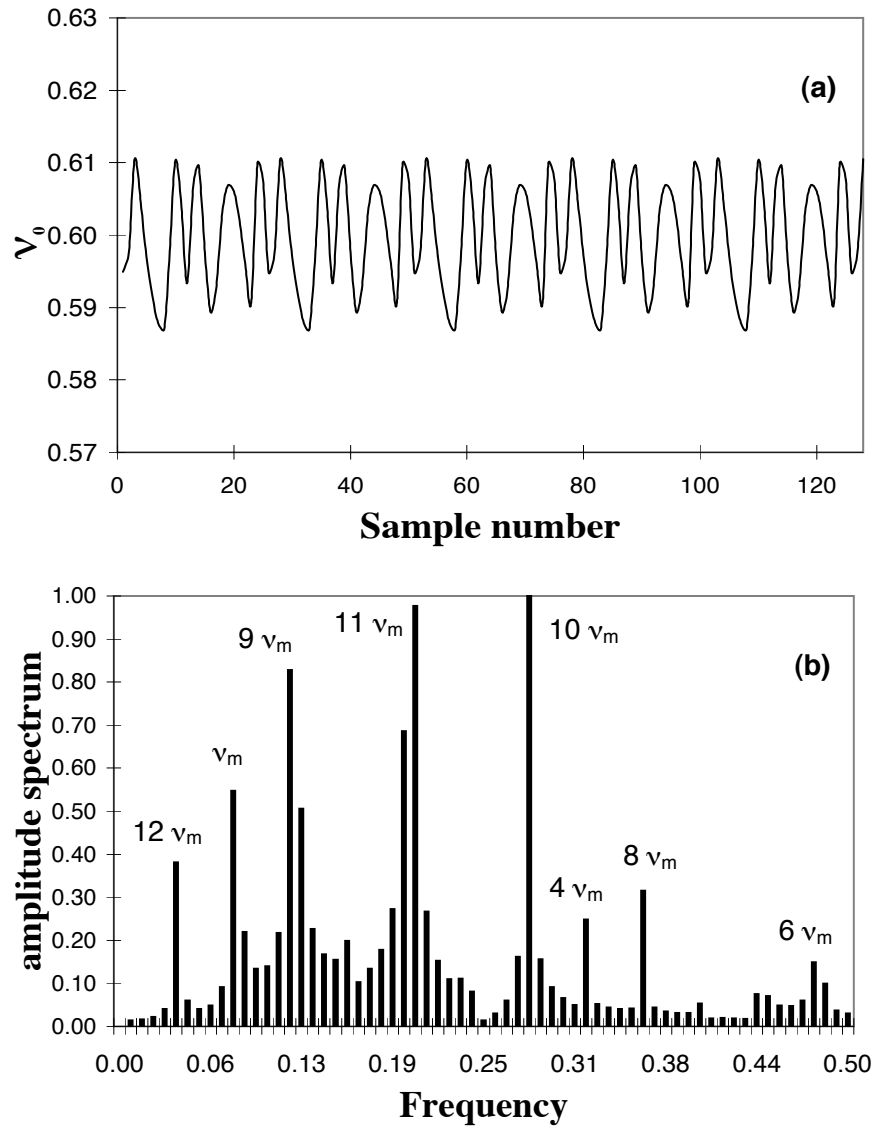 0.63
0.62
(a)
0.61
ν₀
0.60
0.59
0.58
0.57
0 20 40 60 80 100 120
Sample number
1.00
0.90
11 νm
10 νm
9 νm
(b)
0.80
0.70
νm
0.60
0.50
12 νm
0.40
8 νm
4 νm
0.30
6 νm
0.20
0.10
0.00
amplitude spectrum
0.00 0.06 0.13 0.19 0.25 0.31 0.38 0.44 0.50
Frequency